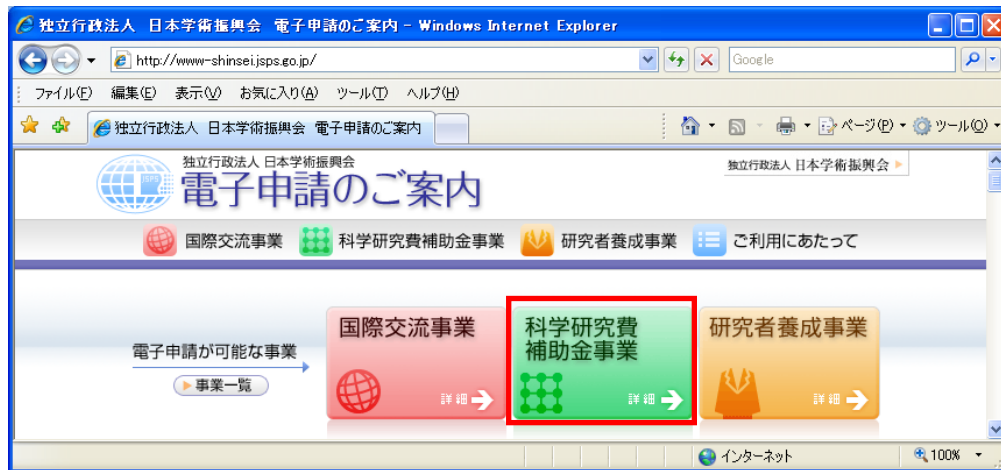 独立行政法人 日本学術振興会 電子申請のご案内 - Windows Internet Explorer
http://www-shinsei.jsps.go.jp/
Google
ファイル(F) 編集(E) 表示(V) お気に入り(A) ツール(T) ヘルプ(H)
独立行政法人 日本学術振興会 電子申請のご案内
ページ(P) ツール(O)
独立行政法人 日本学術振興会
JSPS
電子申請のご案内
独立行政法人 日本学術振興会
国際交流事業 科学研究費補助金事業 研究者養成事業 ご利用にあたって
電子申請が可能な事業
事業一覧
国際交流事業
詳細
科学研究費
補助金事業
詳細
研究者養成事業
詳細
インターネット
100%